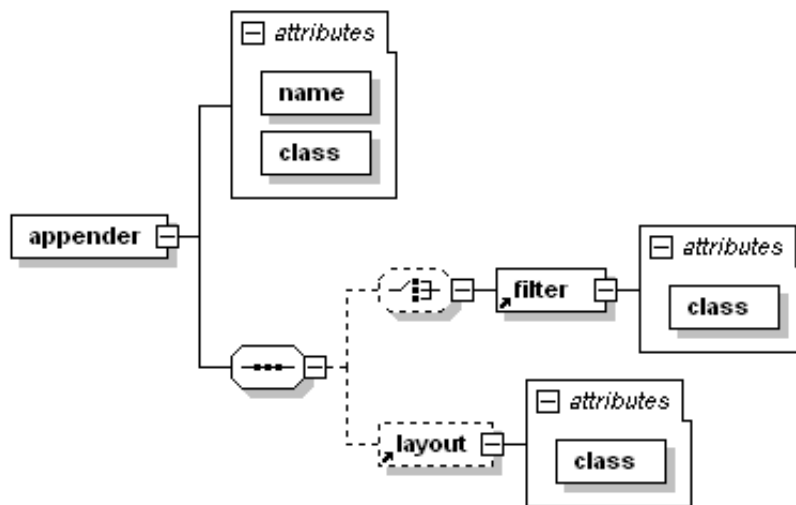 attributes
name
class
appender
attributes
filter
class
attributes
layout
class